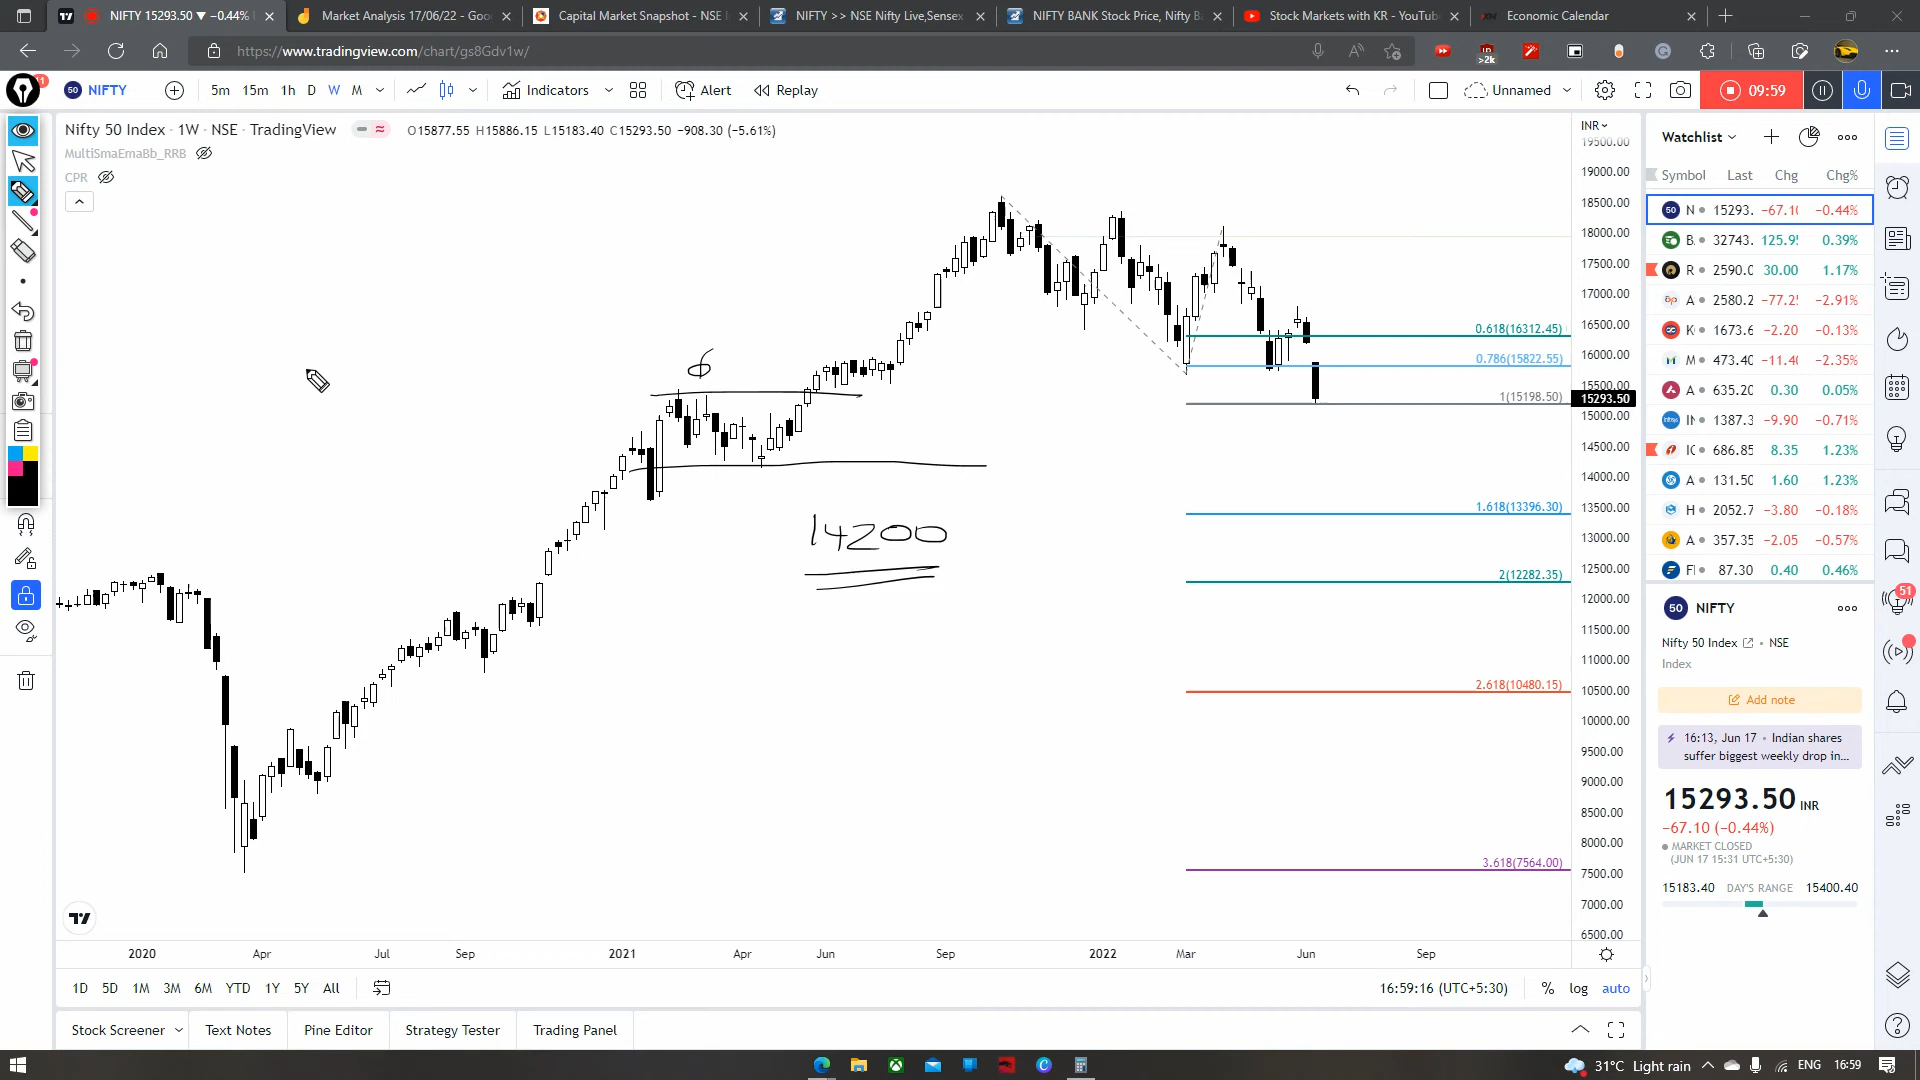 NIFTY 15293.50 ▼ −0.44%
Market Analysis 17/06/22 - Goo
Capital Market Snapshot - NSE I
NIFTY >> NSE Nifty Live,Sensex
NIFTY BANK Stock Price, Nifty B
Stock Markets with KR - YouTub
Economic Calendar
https://www.tradingview.com/chart/gs8Gdv1w/
>2k
NIFTY 5m 15m 1h D W M Indicators Alert Replay Unnamed 09:59
Nifty 50 Index · 1W · NSE · TradingView O15877.55 H15886.15 L15183.40 C15293.50 −908.30 (−5.61%)
MultiSmaEmaBb_RRB
CPR
INR
19500.00
19000.00
18500.00
18000.00
17500.00
17000.00
16500.00
16000.00
15500.00
15293.50
15000.00
14500.00
14000.00
13500.00
13000.00
12500.00
12000.00
11500.00
11000.00
10500.00
10000.00
9500.00
9000.00
8500.00
8000.00
7500.00
7000.00
6500.00
0.618(16312.45)
0.786(15822.55)
1(15198.50)
1.618(13396.30)
2(12282.35)
2.618(10480.15)
3.618(7564.00)
14200
2020 Apr Jul Sep 2021 Apr Jun Sep 2022 Mar Jun Sep
1D 5D 1M 3M 6M YTD 1Y 5Y All
16:59:16 (UTC+5:30) % log auto
Stock Screener Text Notes Pine Editor Strategy Tester Trading Panel
Watchlist
Symbol Last Chg Chg%
N 15293. −67.10 −0.44%
B. 32743. 125.95 0.39%
R 2590.0 30.00 1.17%
A 2580.2 −77.25 −2.91%
K 1673.6 −2.20 −0.13%
M 473.40 −11.40 −2.35%
A 635.20 0.30 0.05%
IN 1387.3 −9.90 −0.71%
IC 686.85 8.35 1.23%
A 131.50 1.60 1.23%
H 2052.7 −3.80 −0.18%
A 357.35 −2.05 −0.57%
FI 87.30 0.40 0.46%
50 NIFTY
Nifty 50 Index · NSE
Index
Add note
16:13, Jun 17 · Indian shares
suffer biggest weekly drop in...
15293.50 INR
−67.10 (−0.44%)
MARKET CLOSED
(JUN 17 15:31 UTC+5:30)
15183.40 DAY'S RANGE 15400.40
51
31°C Light rain ENG 16:59